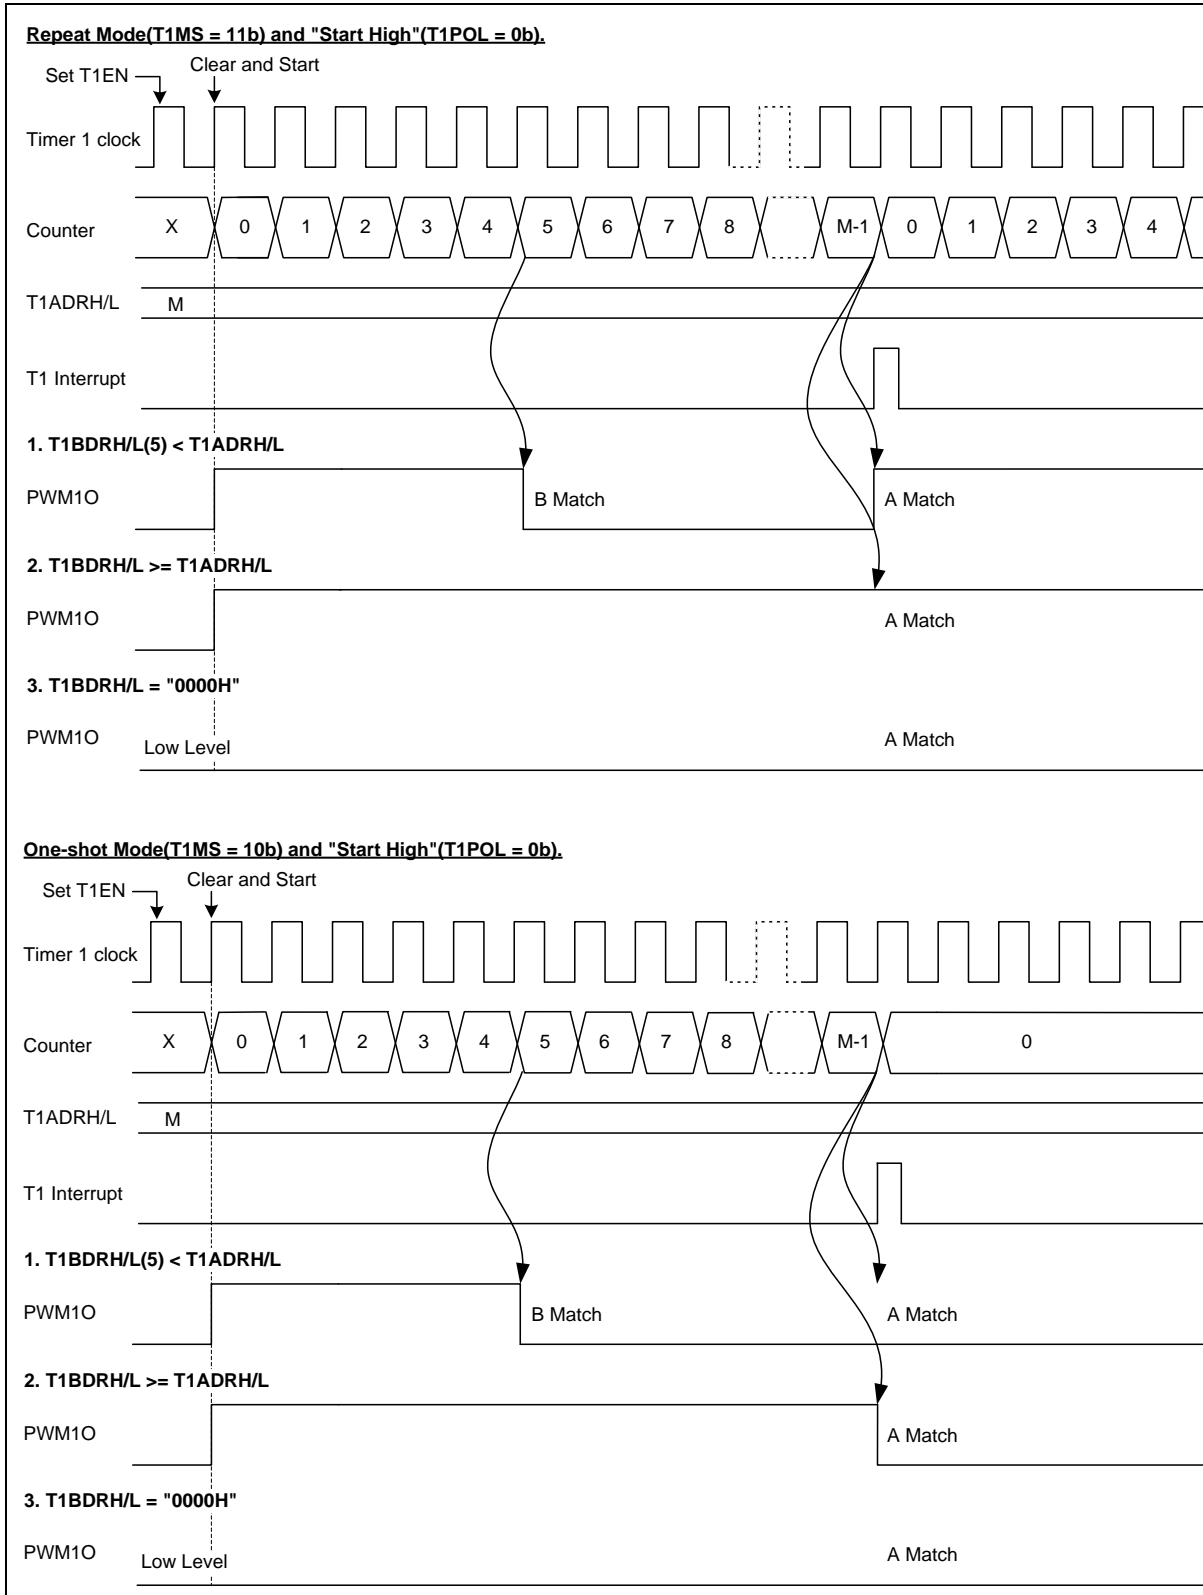 Repeat Mode(T1MS = 11b) and "Start High"(T1POL = 0b).
Set T1EN
Clear and Start
Timer 1 clock
Counter X 0 1 2 3 4 5 6 7 8 M-1 0 1 2 3 4
T1ADRH/L M
T1 Interrupt
1. T1BDRH/L(5) < T1ADRH/L
PWM1O B Match A Match
2. T1BDRH/L >= T1ADRH/L
PWM1O A Match
3. T1BDRH/L = "0000H"
PWM1O Low Level A Match
One-shot Mode(T1MS = 10b) and "Start High"(T1POL = 0b).
Set T1EN
Clear and Start
Timer 1 clock
Counter X 0 1 2 3 4 5 6 7 8 M-1 0
T1ADRH/L M
T1 Interrupt
1. T1BDRH/L(5) < T1ADRH/L
PWM1O B Match A Match
2. T1BDRH/L >= T1ADRH/L
PWM1O A Match
3. T1BDRH/L = "0000H"
PWM1O Low Level A Match